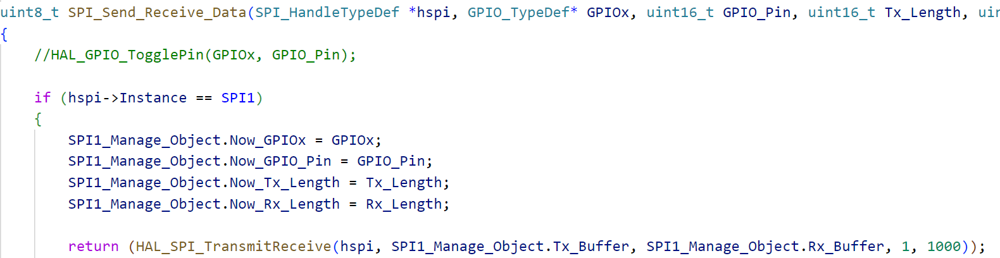 uint8_t SPI_Send_Receive_Data(SPI_HandleTypeDef *hspi, GPIO_TypeDef* GPIOx, uint16_t GPIO_Pin, uint16_t Tx_Length,
{
//HAL_GPIO_TogglePin(GPIOx, GPIO_Pin);
if (hspi->Instance == SPI1)
{
SPI1_Manage_Object.Now_GPIOx = GPIOx;
SPI1_Manage_Object.Now_GPIO_Pin = GPIO_Pin;
SPI1_Manage_Object.Now_Tx_Length = Tx_Length;
SPI1_Manage_Object.Now_Rx_Length = Rx_Length;
return (HAL_SPI_TransmitReceive(hspi, SPI1_Manage_Object.Tx_Buffer, SPI1_Manage_Object.Rx_Buffer, 1, 1000));